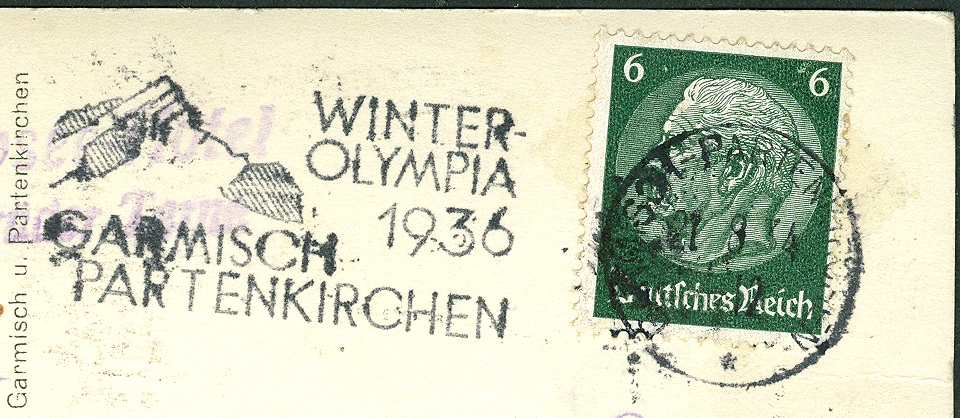 Garmisch u. Partenkirchen
WINTER-
OLYMPIA
1936
GARMISCH
PARTENKIRCHEN
6 6
Deutsches Reich